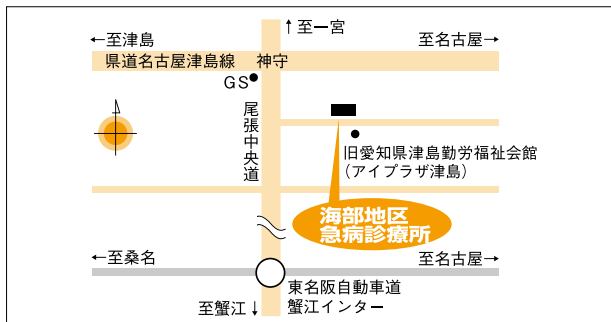 ↑至一宮
←至津島
至名古屋→
県道名古屋津島線
神守
GS
尾張中央道
旧愛知県津島勤労福祉会館
(アイプラザ津島)
海部地区
急病診療所
←至桑名
至名古屋→
東名阪自動車道
蟹江インター
至蟹江↓